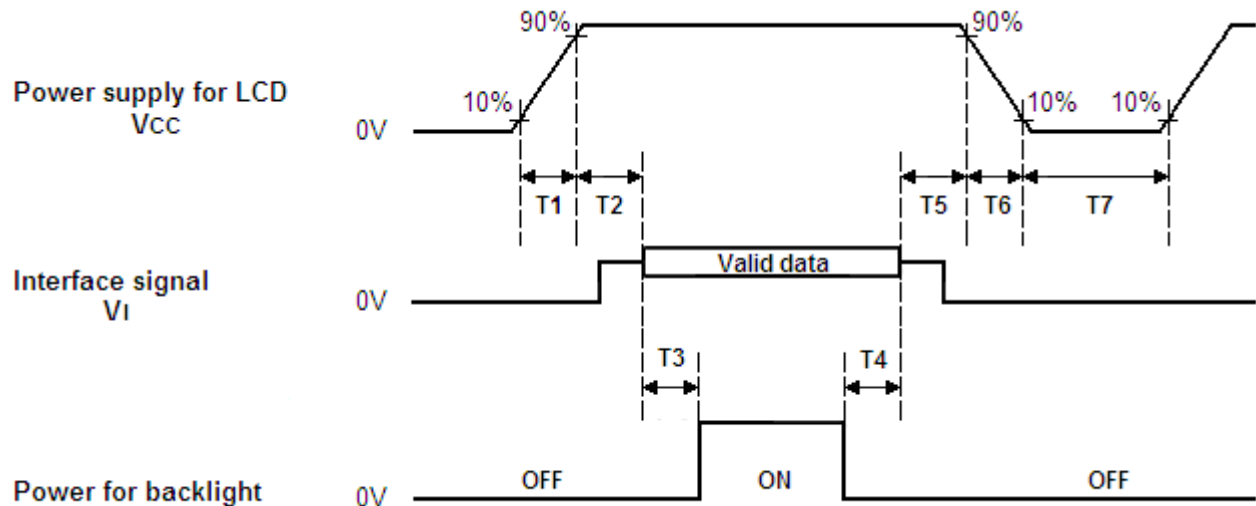 90% 90%
Power supply for LCD
VCC
10% 10% 10%
0V
T1 T2 T5 T6 T7
Interface signal
VI
Valid data
0V
T3 T4
Power for backlight
0V
OFF ON OFF